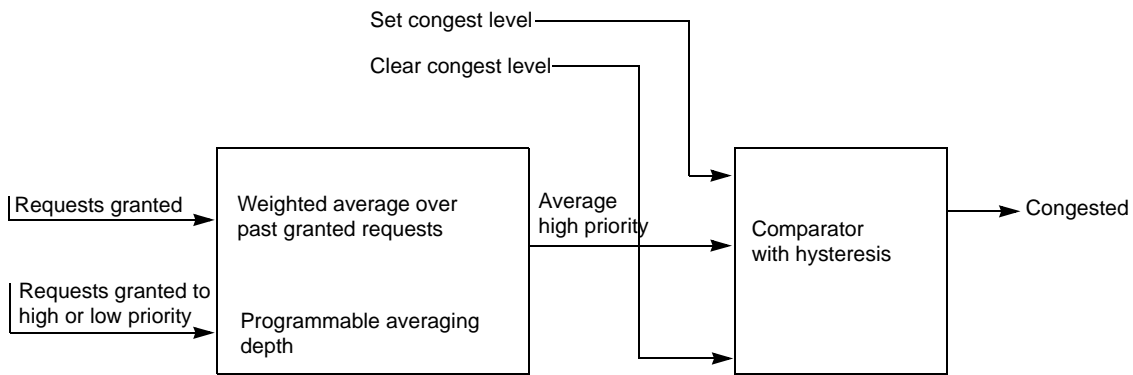 Set congest level
Clear congest level
Requests granted
Weighted average over
past granted requests
Average
high priority
Comparator
with hysteresis
Congested
Requests granted to
high or low priority
Programmable averaging
depth